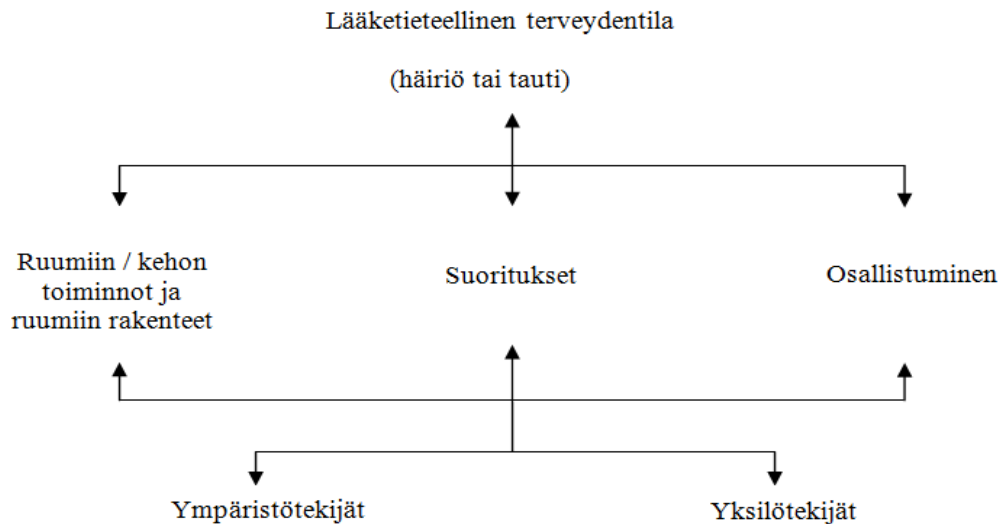 Lääketieteellinen terveydentila
(häiriö tai tauti)
Ruumiin / kehon
toiminnot ja
ruumiin rakenteet
Suoritukset
Osallistuminen
Ympäristötekijät
Yksilötekijät